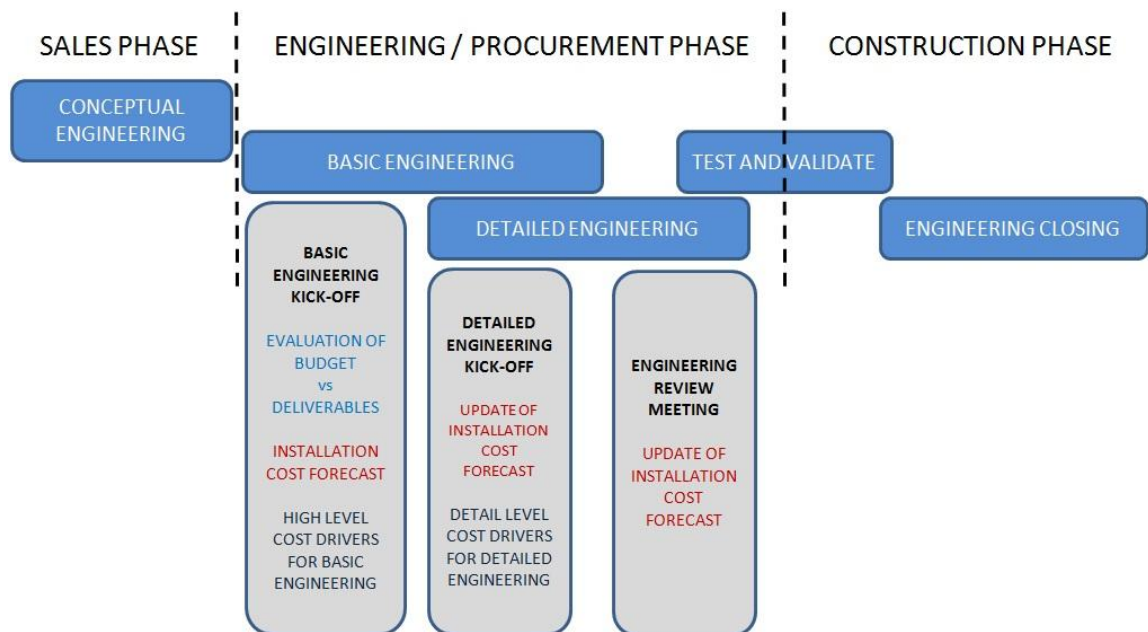 SALES PHASE
ENGINEERING / PROCUREMENT PHASE
CONSTRUCTION PHASE
CONCEPTUAL
ENGINEERING
BASIC ENGINEERING
TEST AND VALIDATE
DETAILED ENGINEERING
ENGINEERING CLOSING
BASIC
ENGINEERING
KICK-OFF
EVALUATION OF
BUDGET
vs
DELIVERABLES
INSTALLATION
COST FORECAST
HIGH LEVEL
COST DRIVERS
FOR BASIC
ENGINEERING
DETAILED
ENGINEERING
KICK-OFF
UPDATE OF
INSTALLATION
COST
FORECAST
DETAIL LEVEL
COST DRIVERS
FOR DETAILED
ENGINEERING
ENGINEERING
REVIEW
MEETING
UPDATE OF
INSTALLATION
COST
FORECAST